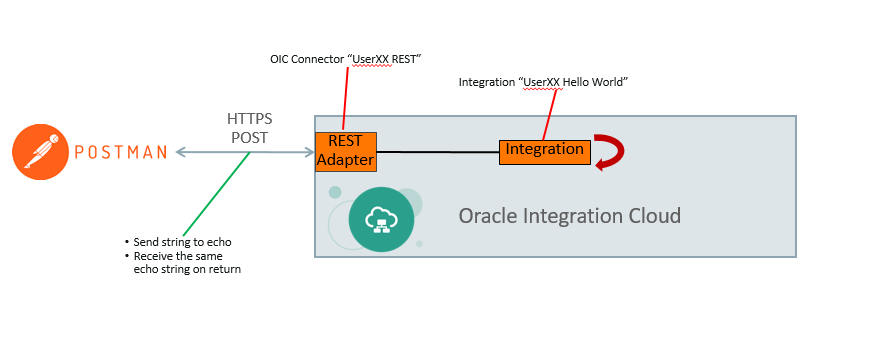 OIC Connector “UserXX REST”
Integration “UserXX Hello World”
HTTPS
POST
POSTMAN
REST
Adapter
Integration
Oracle Integration Cloud
• Send string to echo
• Receive the same
echo string on return